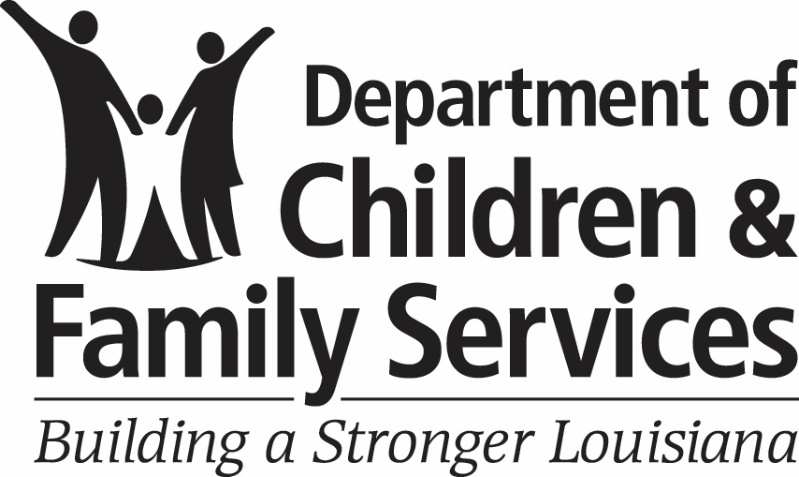 Department of
Children &
Family Services
Building a Stronger Louisiana